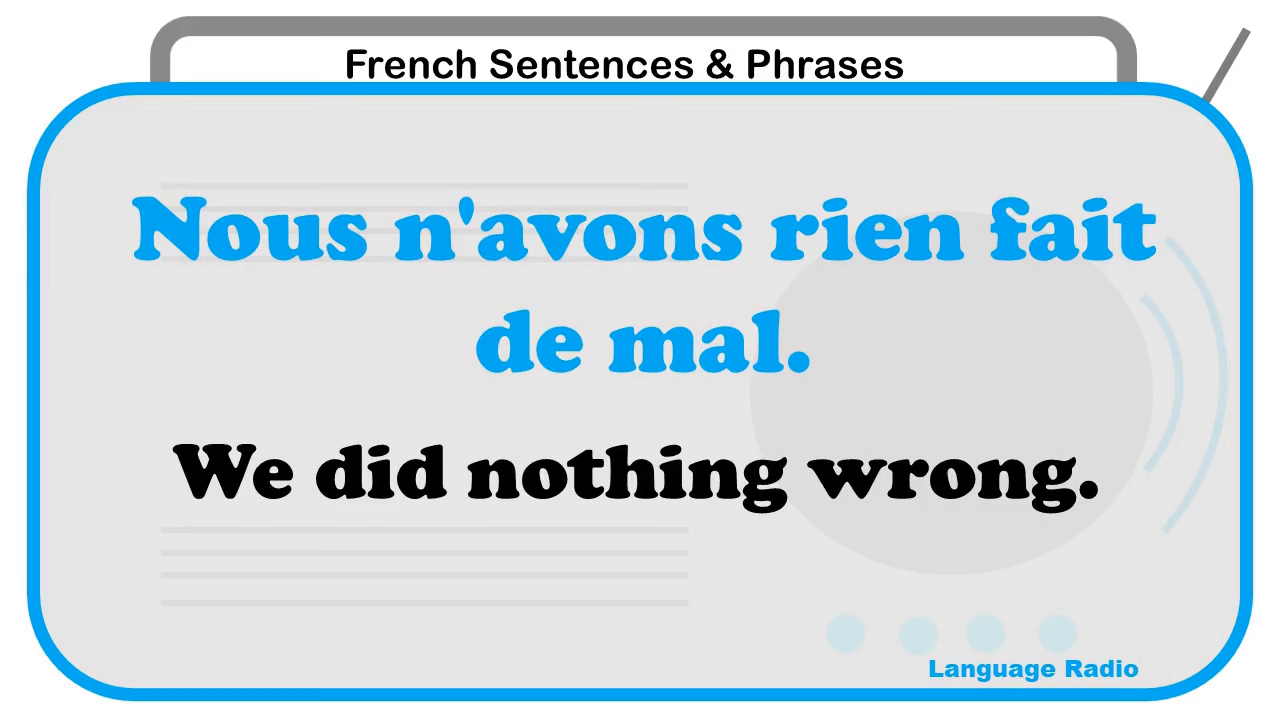 French Sentences & Phrases
Nous n'avons rien fait
de mal.
We did nothing wrong.
Language Radio